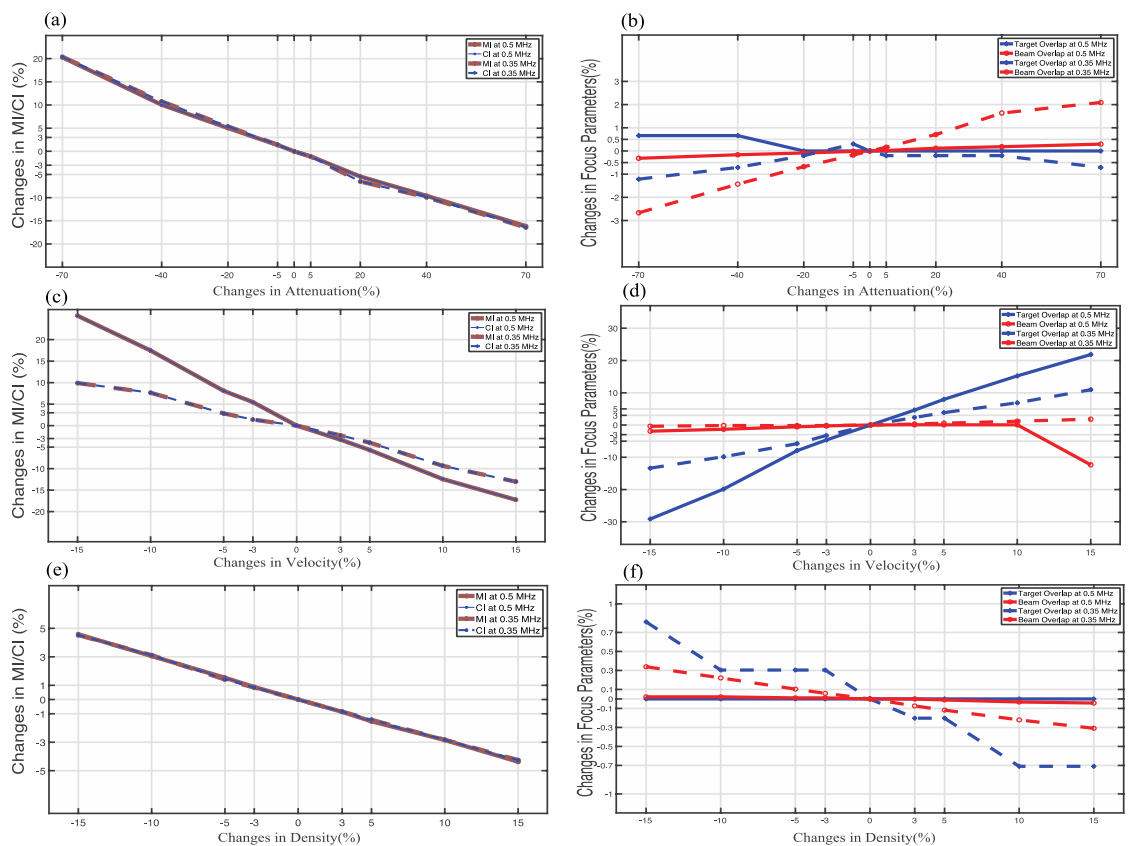 (a)
Changes in MI/CI (%)
20
10
5
3
0
-3
-5
-10
-15
-20
MI at 0.5 MHz
CI at 0.5 MHz
MI at 0.35 MHz
CI at 0.35 MHz
-70 -40 -20 -5 0 5 20 40 70
Changes in Attenuation(%)
(b)
Changes in Focus Parameters(%)
3
2
1
0.5
0
-0.5
-1
-2
-3
Target Overlap at 0.5 MHz
Beam Overlap at 0.5 MHz
Target Overlap at 0.35 MHz
Beam Overlap at 0.35 MHz
-70 -40 -20 -5 0 5 20 40 70
Changes in Attenuation(%)
(c)
Changes in MI/CI (%)
20
10
5
3
0
-3
-5
-10
-15
-20
MI at 0.5 MHz
CI at 0.5 MHz
MI at 0.35 MHz
CI at 0.35 MHz
-15 -10 -5 -3 0 3 5 10 15
Changes in Velocity(%)
(d)
Changes in Focus Parameters(%)
30
20
10
5
3
0
-3
-5
-10
-30
Target Overlap at 0.5 MHz
Beam Overlap at 0.5 MHz
Target Overlap at 0.35 MHz
Beam Overlap at 0.35 MHz
-15 -10 -5 -3 0 3 5 10 15
Changes in Velocity(%)
(e)
Changes in MI/CI (%)
5
3
1
0
-1
-3
-5
MI at 0.5 MHz
CI at 0.5 MHz
MI at 0.35 MHz
CI at 0.35 MHz
-15 -10 -5 -3 0 3 5 10 15
Changes in Density(%)
(f)
Changes in Focus Parameters(%)
1
0.7
0.5
0.3
0.1
0
-0.1
-0.3
-0.5
-0.7
-1
Target Overlap at 0.5 MHz
Beam Overlap at 0.5 MHz
Target Overlap at 0.35 MHz
Beam Overlap at 0.35 MHz
-15 -10 -5 -3 0 3 5 10 15
Changes in Density(%)